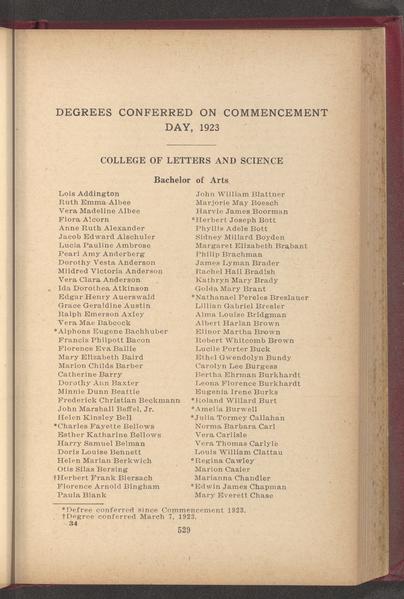 DEGREES CONFERRED ON COMMENCEMENT
DAY, 1923
COLLEGE OF LETTERS AND SCIENCE
Bachelor of Arts
Lois Addington
Ruth Emma Albee
Vera Madeline Albee
Flora Alcorn
Anne Ruth Alexander
Jacob Edward Alschuler
Lucia Pauline Ambrose
Pearl Amy Anderberg
Dorothy Vesta Anderson
Mildred Victoria Anderson
Vera Clara Anderson
Ida Dorothea Atkinson
Edgar Henry Auerswald
Grace Geraldine Austin
Ralph Emerson Axley
Vera Mae Babcock
*Alphons Eugene Bachhuber
Francis Philpott Bacon
Florence Eva Bailie
Mary Elizabeth Baird
Marion Childs Barber
Catherine Barry
Dorothy Ann Baxter
Minnie Dunn Beattie
Frederick Christian Beckmann
John Marshall Beffel, Jr.
Helen Kinsley Bell
*Charles Fayette Bellows
Esther Katharine Bellows
Harry Samuel Belman
Doris Louise Bennett
Helen Marian Berkwich
Otis Silas Bersing
†Herbert Frank Biersach
Florence Arnold Bingham
Paula Blank
John William Blattner
Marjorie May Boesch
Harvie James Boorman
*Herbert Joseph Bott
Phyllis Adele Bott
Sidney Millard Boyden
Margaret Elizabeth Brabant
Philip Brachman
James Lyman Brader
Rachel Hall Bradish
Kathryn Mary Brady
Golda Mary Brant
*Nathanael Pereles Breslauer
Lillian Gabriel Bresler
Alma Louise Bridgman
Albert Harlan Brown
Elinor Martha Brown
Robert Whitcomb Brown
Lucile Porter Buck
Ethel Gwendolyn Bundy
Carolyn Lee Burgess
Bertha Ehrman Burkhardt
Leona Florence Burkhardt
Eugenia Irene Burks
*Roland Willard Burt
*Amelia Burwell
*Julia Tormey Callahan
Norma Barbara Carl
Vera Carlisle
Vera Thomas Carlyle
Louis William Clattau
*Regina Cawley
Marion Cazier
Marianna Chandler
*Edwin James Chapman
Mary Everett Chase
*Defree conferred since Commencement 1923.
†Degree conferred March 7, 1923.
34
529